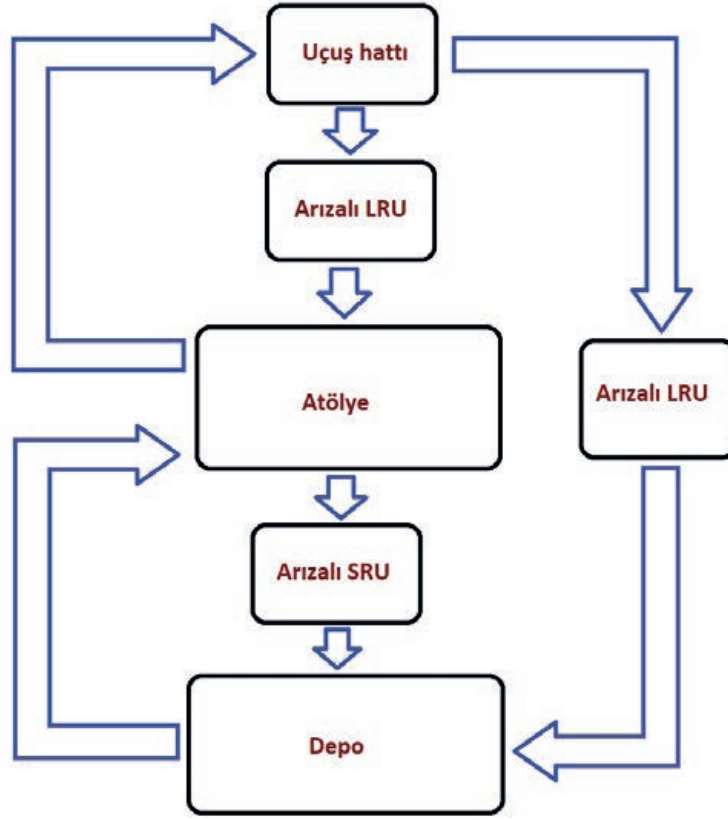 Uçuş hattı
Arızalı LRU
Atölye
Arızalı LRU
Arızalı SRU
Depo